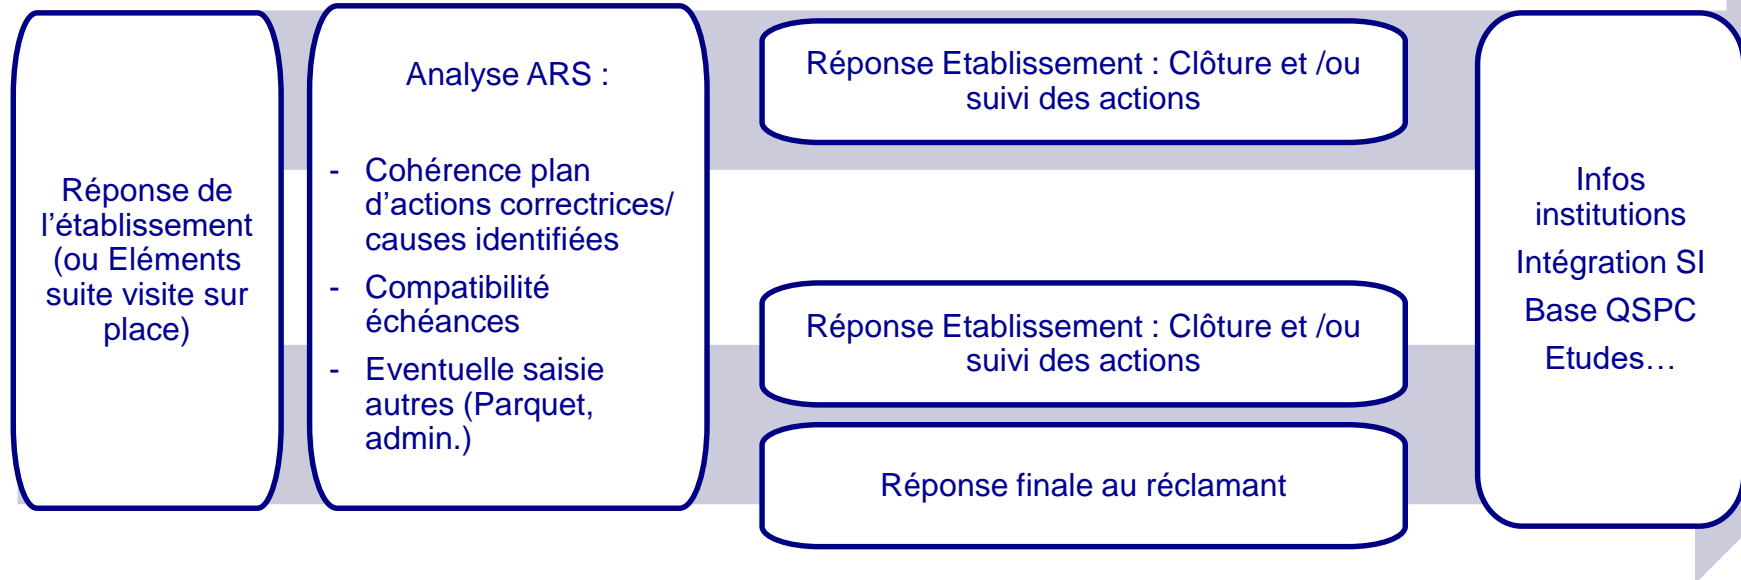 Réponse de
l’établissement
(ou Eléments
suite visite sur
place)
Analyse ARS :
- Cohérence plan
d’actions correctrices/
causes identifiées
- Compatibilité
échéances
- Eventuelle saisie
autres (Parquet,
admin.)
Réponse Etablissement : Clôture et /ou
suivi des actions
Réponse Etablissement : Clôture et /ou
suivi des actions
Réponse finale au réclamant
Infos
institutions
Intégration SI
Base QSPC
Etudes…